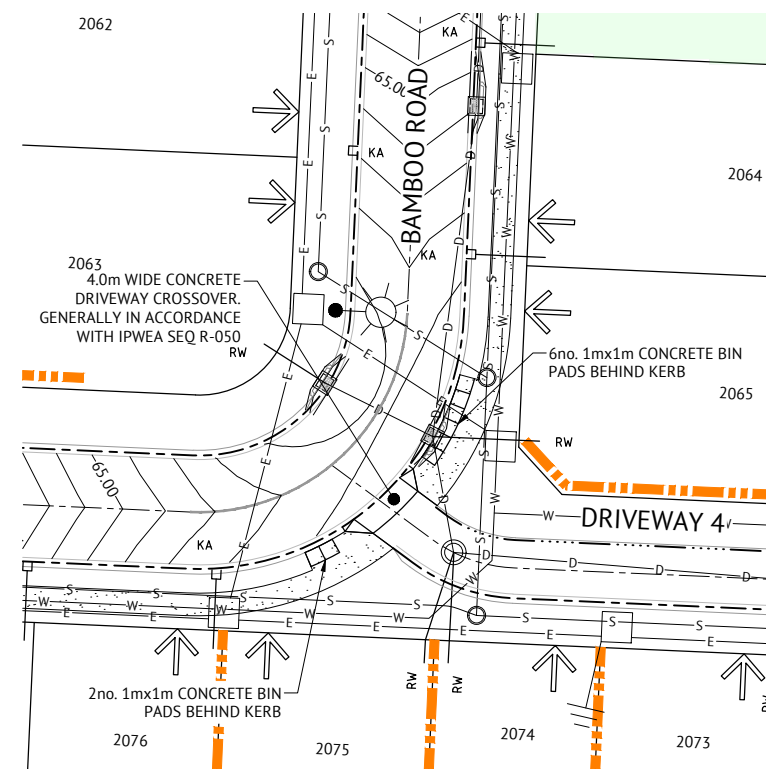 2062
KA
65.00
BAMBOO ROAD
KA
2064
KA
2063
4.0m WIDE CONCRETE
DRIVEWAY CROSSOVER.
GENERALLY IN ACCORDANCE
WITH IPWEA SEQ R-050
RW
6no. 1mx1m CONCRETE BIN
PADS BEHIND KERB
2065
RW
65.00
DRIVEWAY 4
KA
2no. 1mx1m CONCRETE BIN
PADS BEHIND KERB
RW
RW
RW
2076
2075
2074
2073